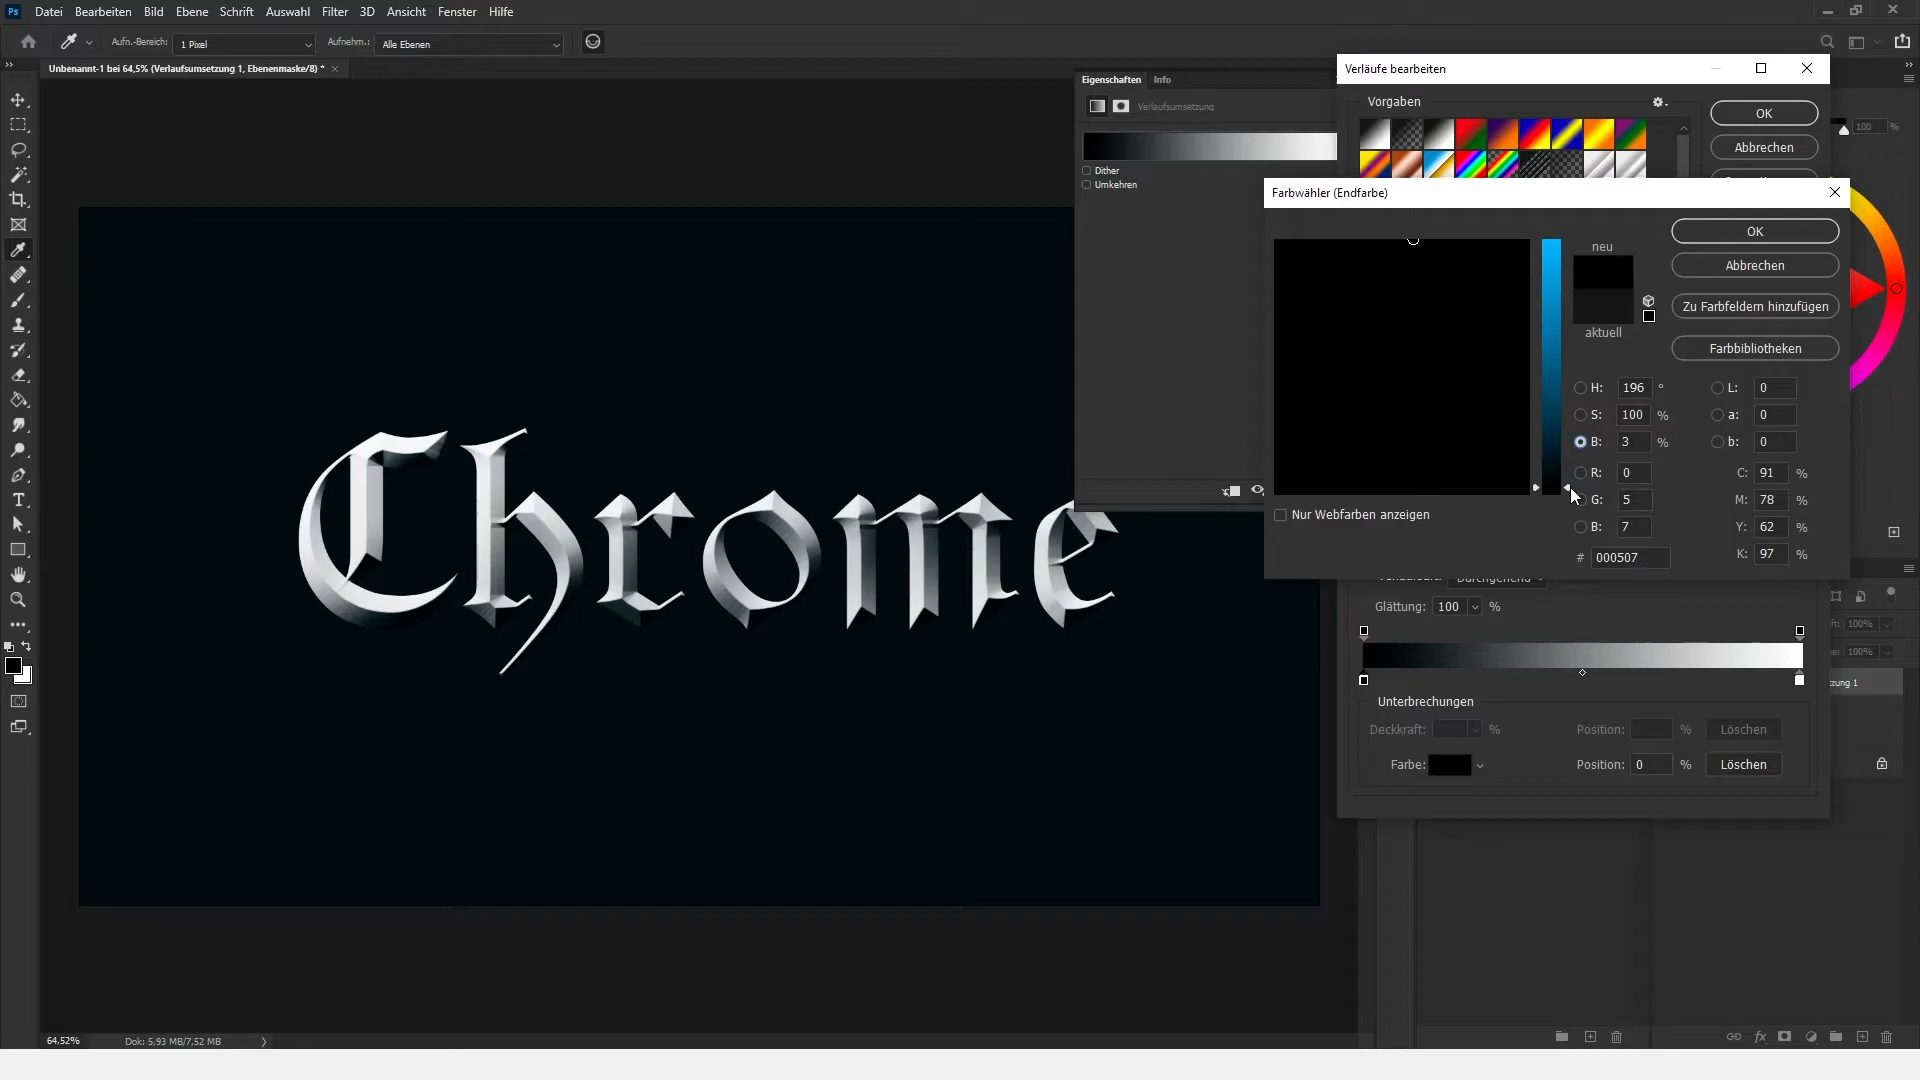 Ps Datei Bearbeiten Bild Ebene Schrift Auswahl Filter 3D Ansicht Fenster Hilfe
Aufn.-Bereich: 1 Pixel Aufnehm.: Alle Ebenen
Unbenannt-1 bei 64,5% (Verlaufsumsetzung 1, Ebenenmaske/8) *
Eigenschaften Info
Verlaufsumsetzung
Dither
Umkehren
Verläufe bearbeiten
Vorgaben
OK
Abbrechen
100 %
Farbwähler (Endfarbe)
neu
aktuell
OK
Abbrechen
Zu Farbfeldern hinzufügen
Farbbibliotheken
H: 196 ° L: 0
S: 100 % a: 0
B: 3 % b: 0
R: 0 C: 91 %
G: 5 M: 78 %
B: 7 Y: 62 %
# 000507 K: 97 %
Nur Webfarben anzeigen
Chrome
Durchgehend
Glättung: 100 %
Unterbrechungen
Deckkraft: % Position: % Löschen
Farbe: Position: 0 % Löschen
100%
100%
zung 1
64,52% Dok: 5,93 MB/7,52 MB